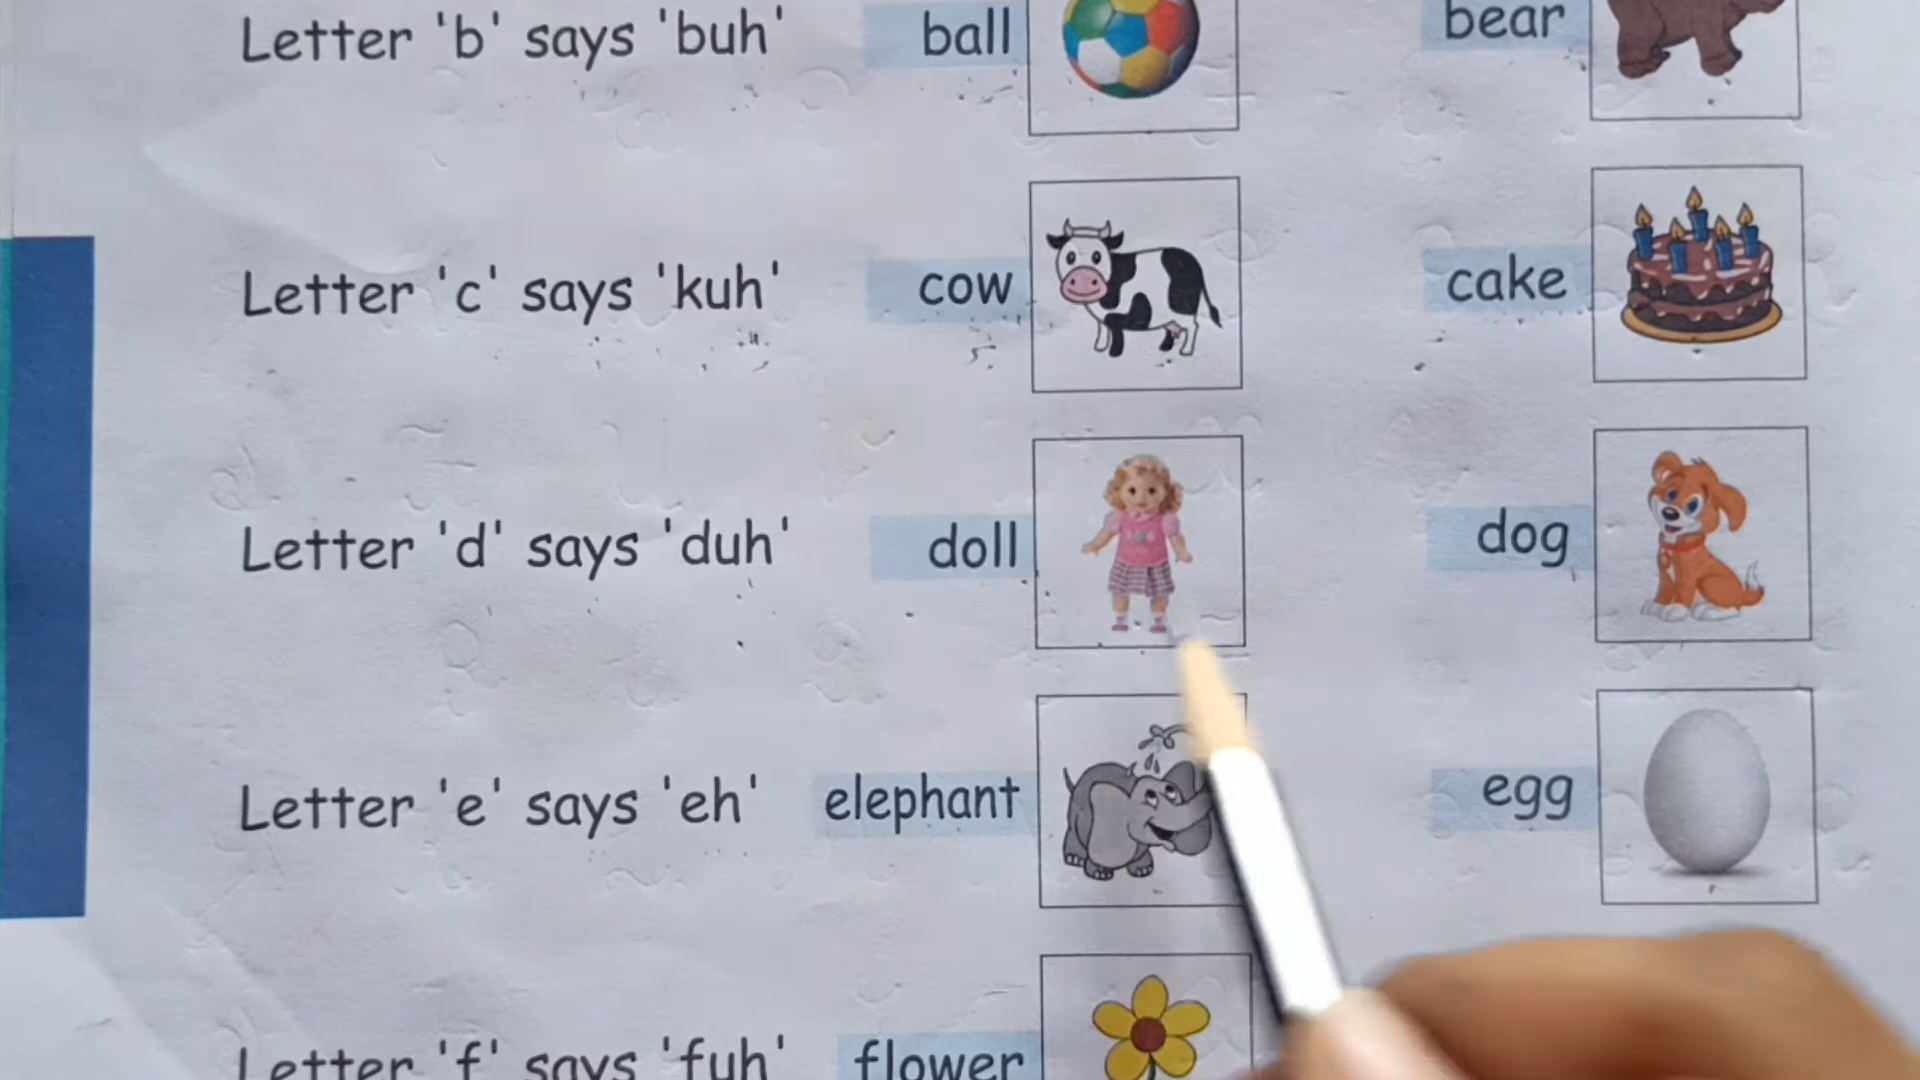 Letter 'b' says 'buh' ball bear
Letter 'c' says 'kuh' cow cake
Letter 'd' says 'duh' doll dog
Letter 'e' says 'eh' elephant egg
Letter 'f' says 'fuh' flower